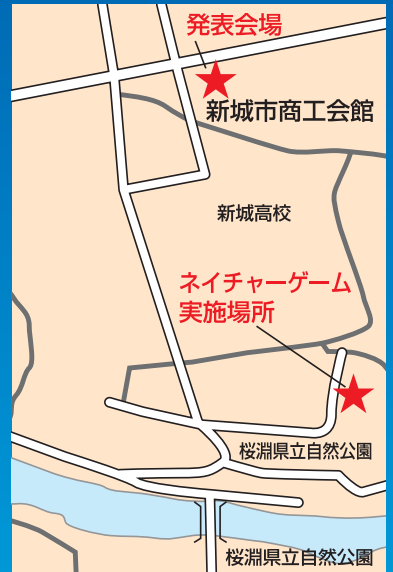 発表会場
新城市商工会館
新城高校
ネイチャーゲーム
実施場所
桜淵県立自然公園
桜淵県立自然公園